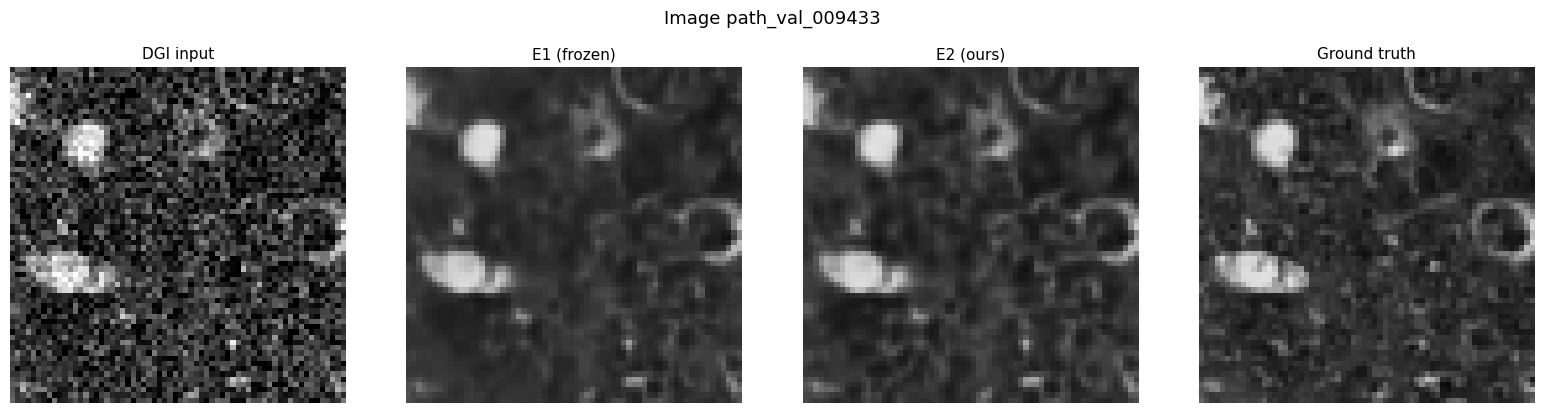 Image path_val_009433
DGI input
E1 (frozen)
E2 (ours)
Ground truth